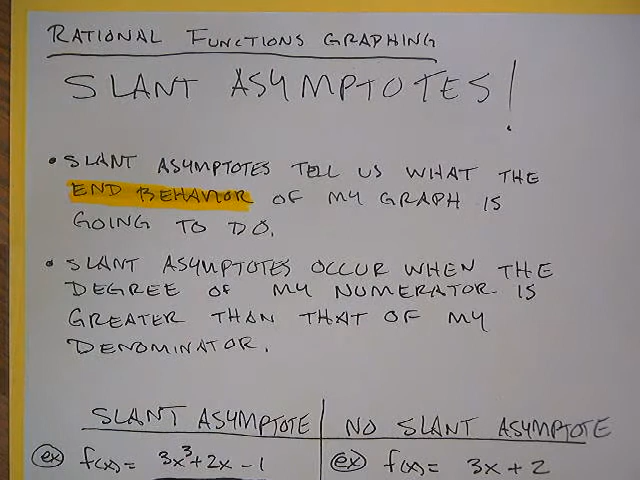 RATIONAL FUNCTIONS GRAPHING
SLANT ASYMPTOTES!
• SLANT ASYMPTOTES TELL US WHAT THE
END BEHAVIOR OF MY GRAPH IS
GOING TO DO.
• SLANT ASYMPTOTES OCCUR WHEN THE
DEGREE OF MY NUMERATOR IS
GREATER THAN THAT OF MY
DENOMINATOR.
SLANT ASYMPTOTE
NO SLANT ASYMPTOTE
ex f(x) = 3x³+2x-1
ex f(x) = 3x+2